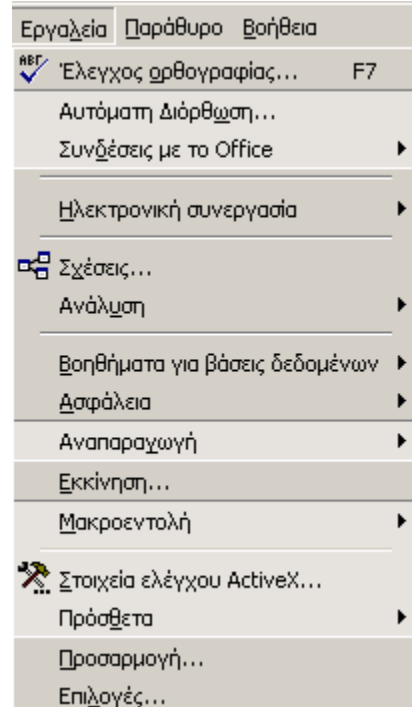 Εργαλεία Παράθυρο Βοήθεια
ABC Έλεγχος ορθογραφίας... F7
Αυτόματη Διόρθωση...
Συνδέσεις με το Office
Ηλεκτρονική συνεργασία
Σχέσεις...
Ανάλυση
Βοηθήματα για βάσεις δεδομένων
Ασφάλεια
Αναπαραγωγή
Εκκίνηση...
Μακροεντολή
Στοιχεία ελέγχου ActiveX...
Πρόσθετα
Προσαρμογή...
Επιλογές...